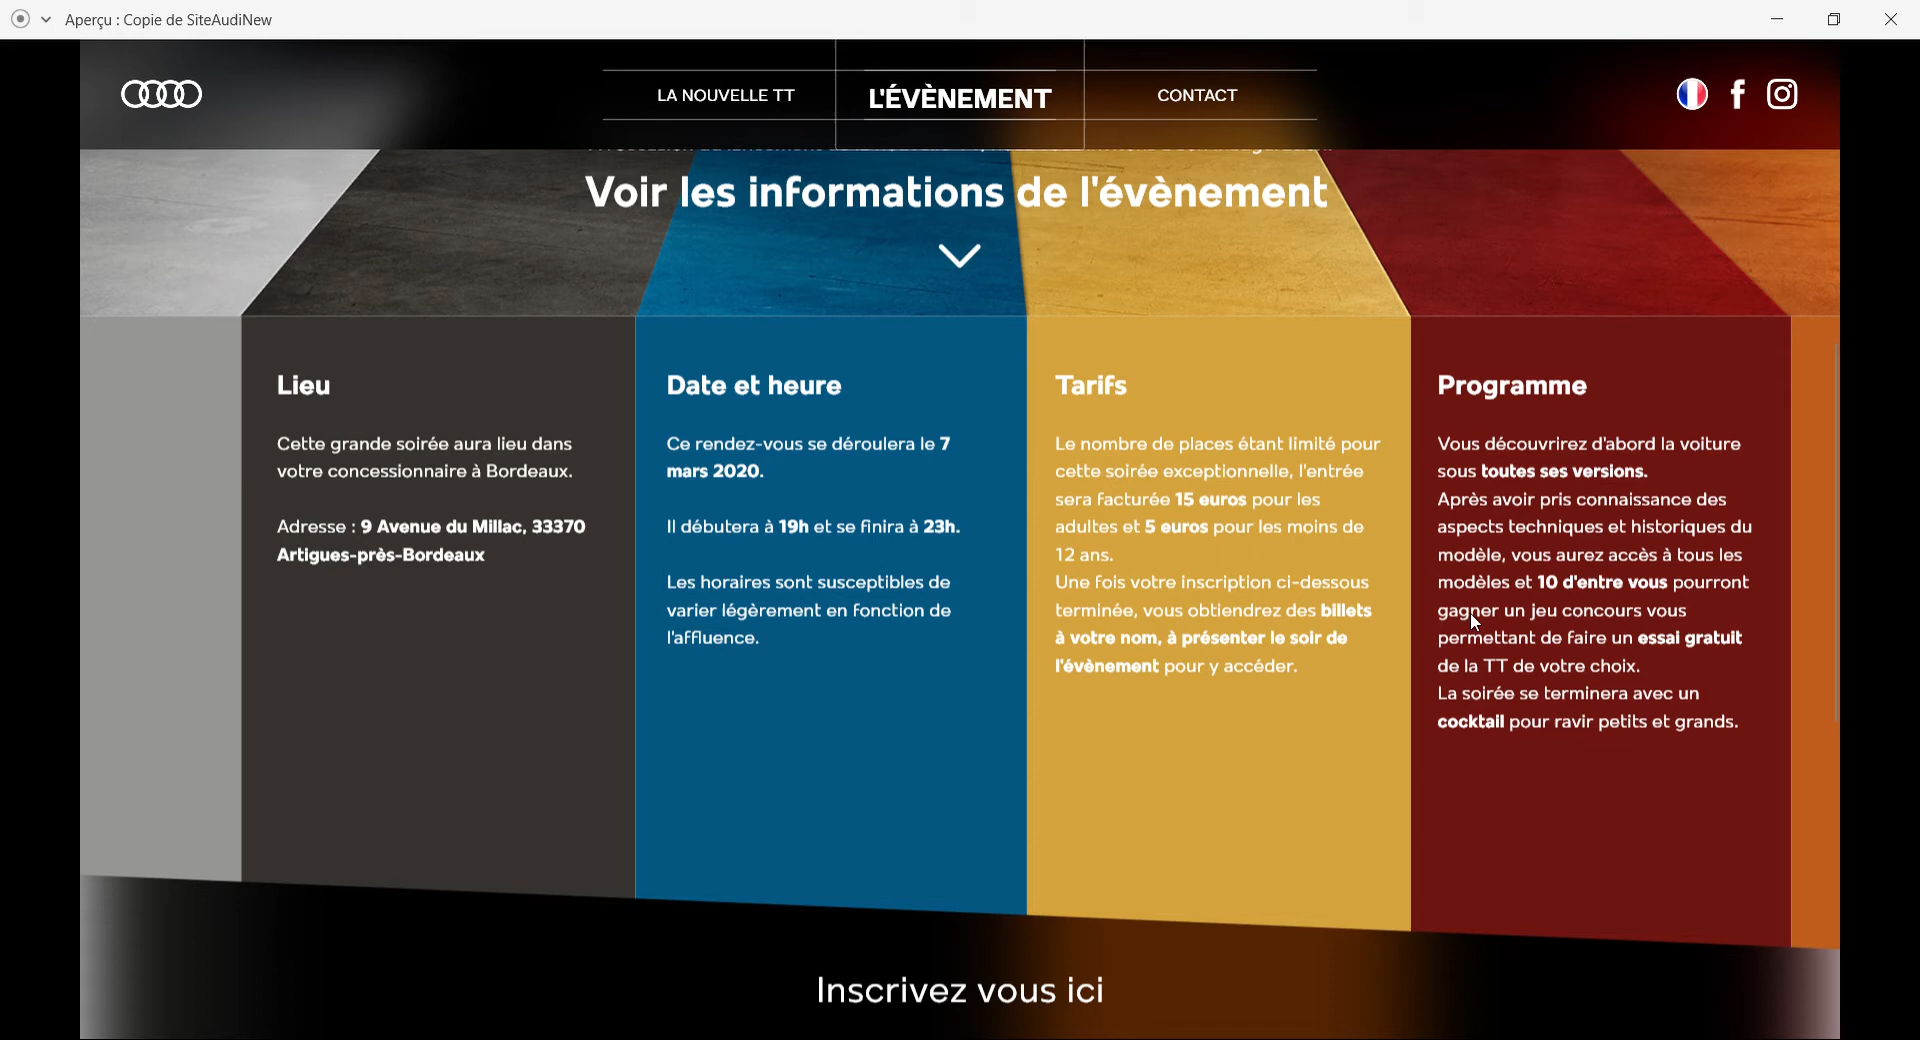 Aperçu : Copie de SiteAudiNew
LA NOUVELLE TT
L'ÉVÈNEMENT
CONTACT
Voir les informations de l'évènement
Lieu
Cette grande soirée aura lieu dans
votre concessionnaire à Bordeaux.
Adresse : 9 Avenue du Millac, 33370
Artigues-près-Bordeaux
Date et heure
Ce rendez-vous se déroulera le 7
mars 2020.
Il débutera à 19h et se finira à 23h.
Les horaires sont susceptibles de
varier légèrement en fonction de
l'affluence.
Tarifs
Le nombre de places étant limité pour
cette soirée exceptionnelle, l'entrée
sera facturée 15 euros pour les
adultes et 5 euros pour les moins de
12 ans.
Une fois votre inscription ci-dessous
terminée, vous obtiendrez des billets
à votre nom, à présenter le soir de
l'évènement pour y accéder.
Programme
Vous découvrirez d'abord la voiture
sous toutes ses versions.
Après avoir pris connaissance des
aspects techniques et historiques du
modèle, vous aurez accès à tous les
modèles et 10 d'entre vous pourront
gagner un jeu concours vous
permettant de faire un essai gratuit
de la TT de votre choix.
La soirée se terminera avec un
cocktail pour ravir petits et grands.
Inscrivez vous ici